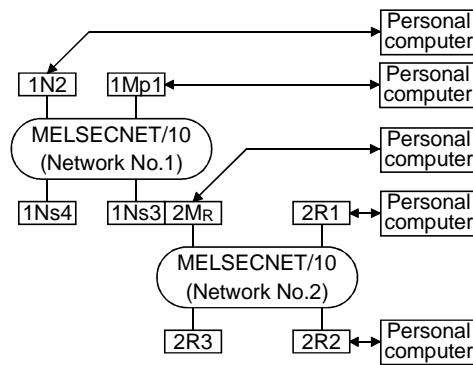 Personal
computer
1N2
1Mp1
Personal
computer
MELSECNET/10
(Network No.1)
Personal
computer
1Ns4
1Ns3
2MR
2R1
Personal
computer
MELSECNET/10
(Network No.2)
2R3
2R2
Personal
computer